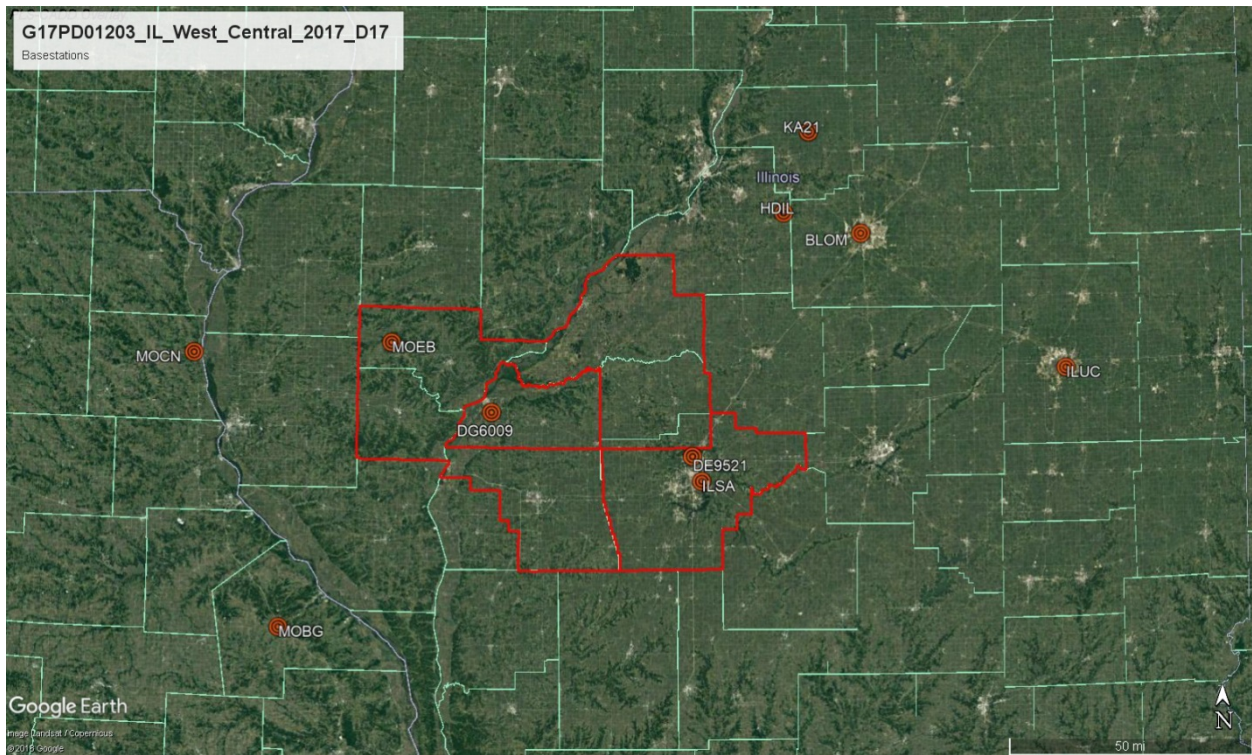 G17PD01203_IL_West_Central_2017_D17
Basestations
KA21
Illinois
HDIL
BLOM
MOEB
MOCN
ILUC
DG6009
DE9521
ILSA
MOBG
Google Earth
Image Landsat / Copernicus
©2018 Google
N
50 mi